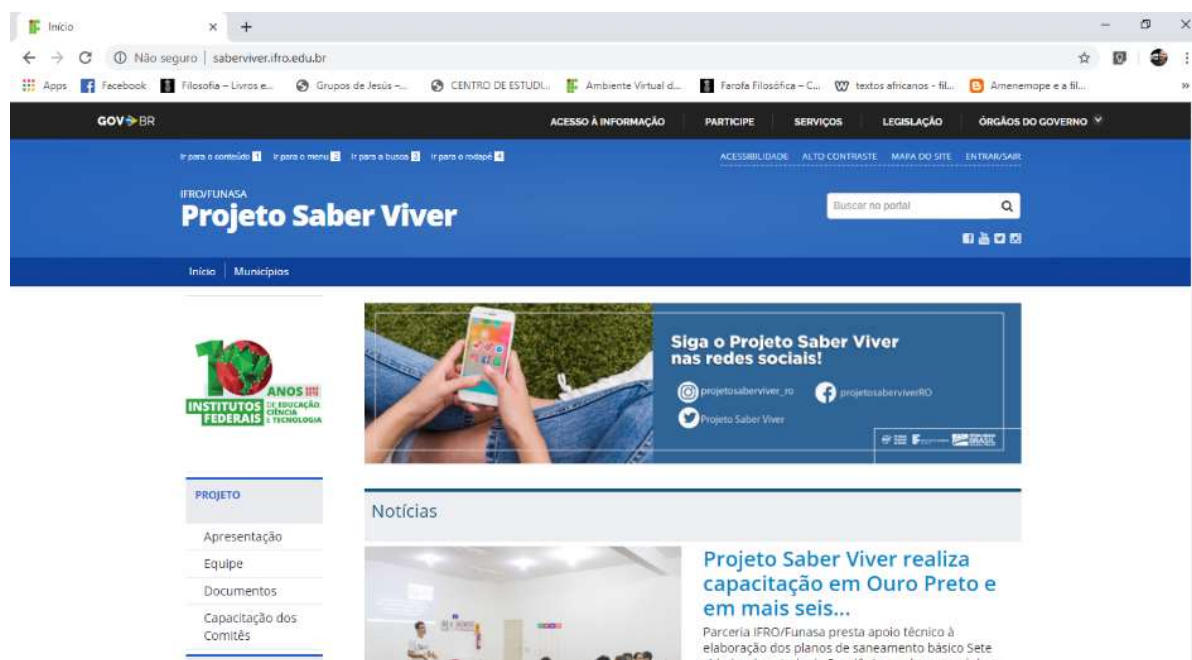 Início
Não seguro | saberviver.ifro.edu.br
Apps Facebook Filosofia – Livros e... Grupos de Jesús –... CENTRO DE ESTUDI... Ambiente Virtual d... Farofa Filosófica – C... textos africanos - fil... Amenemope e a fil... »
GOVBR ACESSO À INFORMAÇÃO PARTICIPE SERVIÇOS LEGISLAÇÃO ÓRGÃOS DO GOVERNO
Ir para o conteúdo 1 Ir para o menu 2 Ir para a busca 3 Ir para o rodapé 4 ACESSIBILIDADE ALTO CONTRASTE MAPA DO SITE ENTRAR/SAIR
IFRO/FUNASA
Projeto Saber Viver
Buscar no portal
Início Municípios
10 ANOS
INSTITUTOS FEDERAIS
DE EDUCAÇÃO
CIÊNCIA
E TECNOLOGIA
Siga o Projeto Saber Viver
nas redes sociais!
projetosaberviver_ro projetosaberviverRO
Projeto Saber Viver
BRASIL
PROJETO
Apresentação
Equipe
Documentos
Capacitação dos
Comitês
Notícias
Projeto Saber Viver realiza
capacitação em Ouro Preto e
em mais seis...
Parceria IFRO/Funasa presta apoio técnico à
elaboração dos planos de saneamento básico Sete